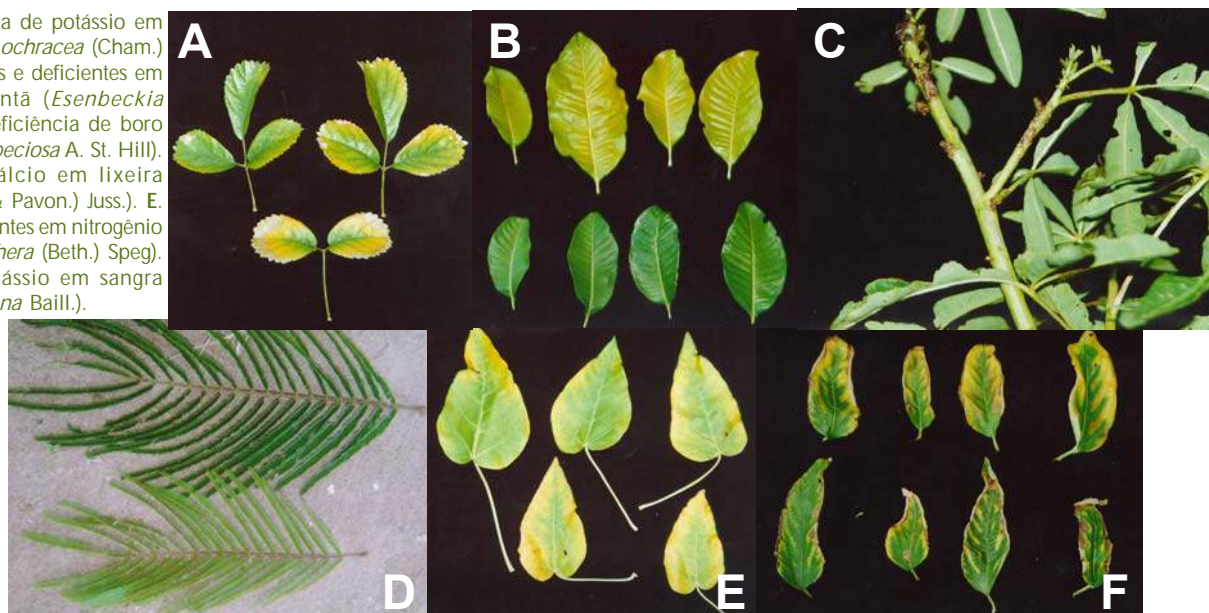 a de potássio em
ochracea (Cham.)
s e deficientes em
ntã (Esenbeckia
eficiência de boro
peciosa A. St. Hill).
álcio em lixeira
& Pavon.) Juss.). E.
ntes em nitrogênio
hera (Beth.) Speg).
ássio em sangra
na Baill.).
A
B
C
D
E
F